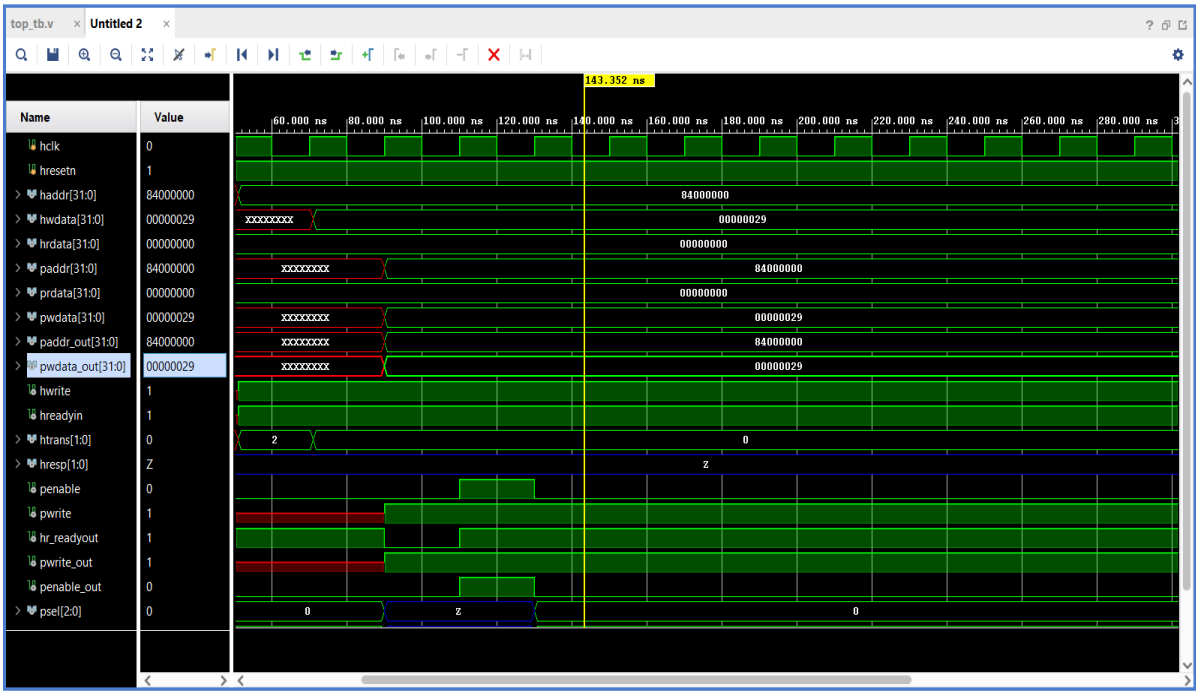 top_tb.v × Untitled 2 ×
?
143.352 ns
Name Value
60.000 ns 80.000 ns 100.000 ns 120.000 ns 140.000 ns 160.000 ns 180.000 ns 200.000 ns 220.000 ns 240.000 ns 260.000 ns 280.000 ns 3
hclk 0
hresetn 1
haddr[31:0] 84000000 84000000
hwdata[31:0] 00000029 XXXXXXXX 00000029
hrdata[31:0] 00000000 00000000
paddr[31:0] 84000000 XXXXXXXX 84000000
prdata[31:0] 00000000 00000000
pwdata[31:0] 00000029 XXXXXXXX 00000029
paddr_out[31:0] 84000000 XXXXXXXX 84000000
pwdata_out[31:0] 00000029 XXXXXXXX 00000029
hwrite 1
hreadyin 1
htrans[1:0] 0 2 0
hresp[1:0] Z Z
penable 0
pwrite 1
hr_readyout 1
pwrite_out 1
penable_out 0
psel[2:0] 0 0 Z 0